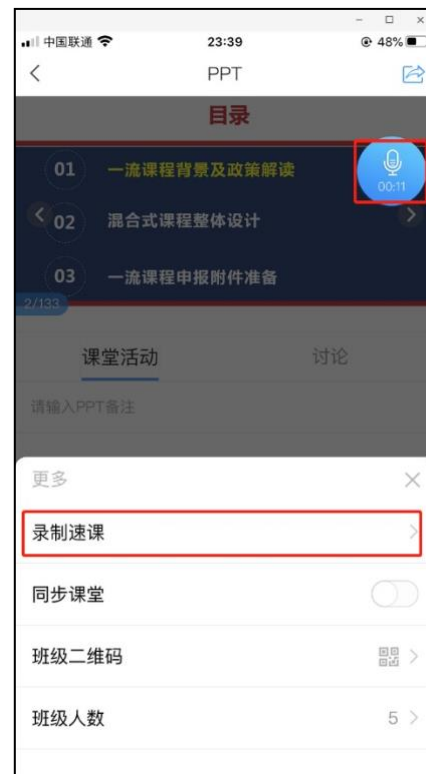 中国联通 23:39 48%
PPT
目录
01 一流课程背景及政策解读
00:11
02 混合式课程整体设计
03 一流课程申报附件准备
2/133
课堂活动 讨论
请输入PPT备注
更多
录制速课
同步课堂
班级二维码
班级人数 5